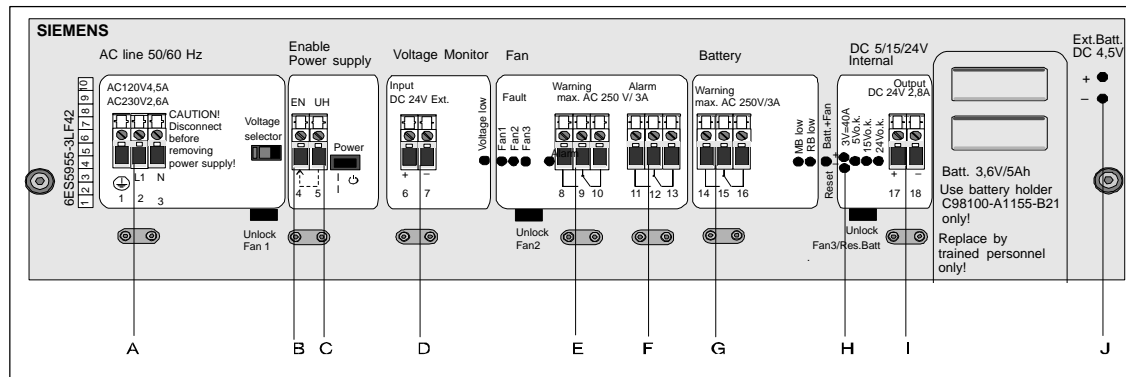 SIEMENS
AC line 50/60 Hz
Enable
Power supply
Voltage Monitor
Fan
Battery
DC 5/15/24V
Internal
Ext.Batt.
DC 4,5V
+
−
6ES5955-3LF42
10
9
8
7
6
5
4
3
2
1
AC120V4,5A
AC230V2,6A
CAUTION!
Disconnect
before
removing
power supply!
L1 N
1 2 3
Voltage
selector
Unlock
Fan 1
EN UH
4 5
Power
I
I
Input
DC 24V Ext.
+ −
6 7
Voltage low
Fault
Fan1
Fan2
Fan3
Alarm
Warning Alarm
max. AC 250 V/ 3A
8 9 10 11 12 13
Unlock
Fan2
Warning
max. AC 250V/3A
14 15 16
MB low
RB low
Batt.+Fan
Reset
+
−
3V=40A
5Vo.k.
15Vo.k.
24Vo.k.
Output
DC 24V 2,8A
+ −
17 18
Unlock
Fan3/Res.Batt
Batt. 3,6V/5Ah
Use battery holder
C98100-A1155-B21
only!
Replace by
trained personnel
only!
A B C D E F G H I J